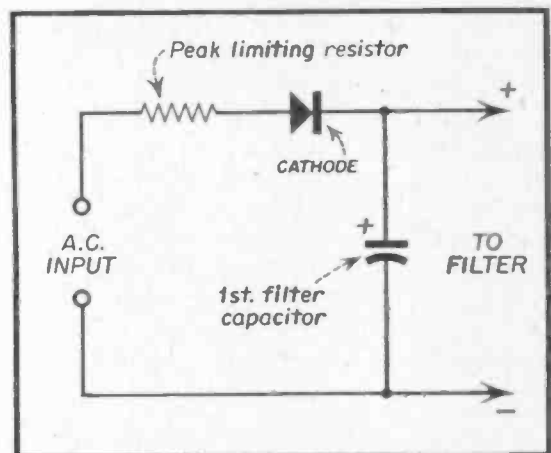 Peak limiting resistor
+
CATHODE
A.C.
INPUT
+
TO
FILTER
1st. filter
capacitor
−